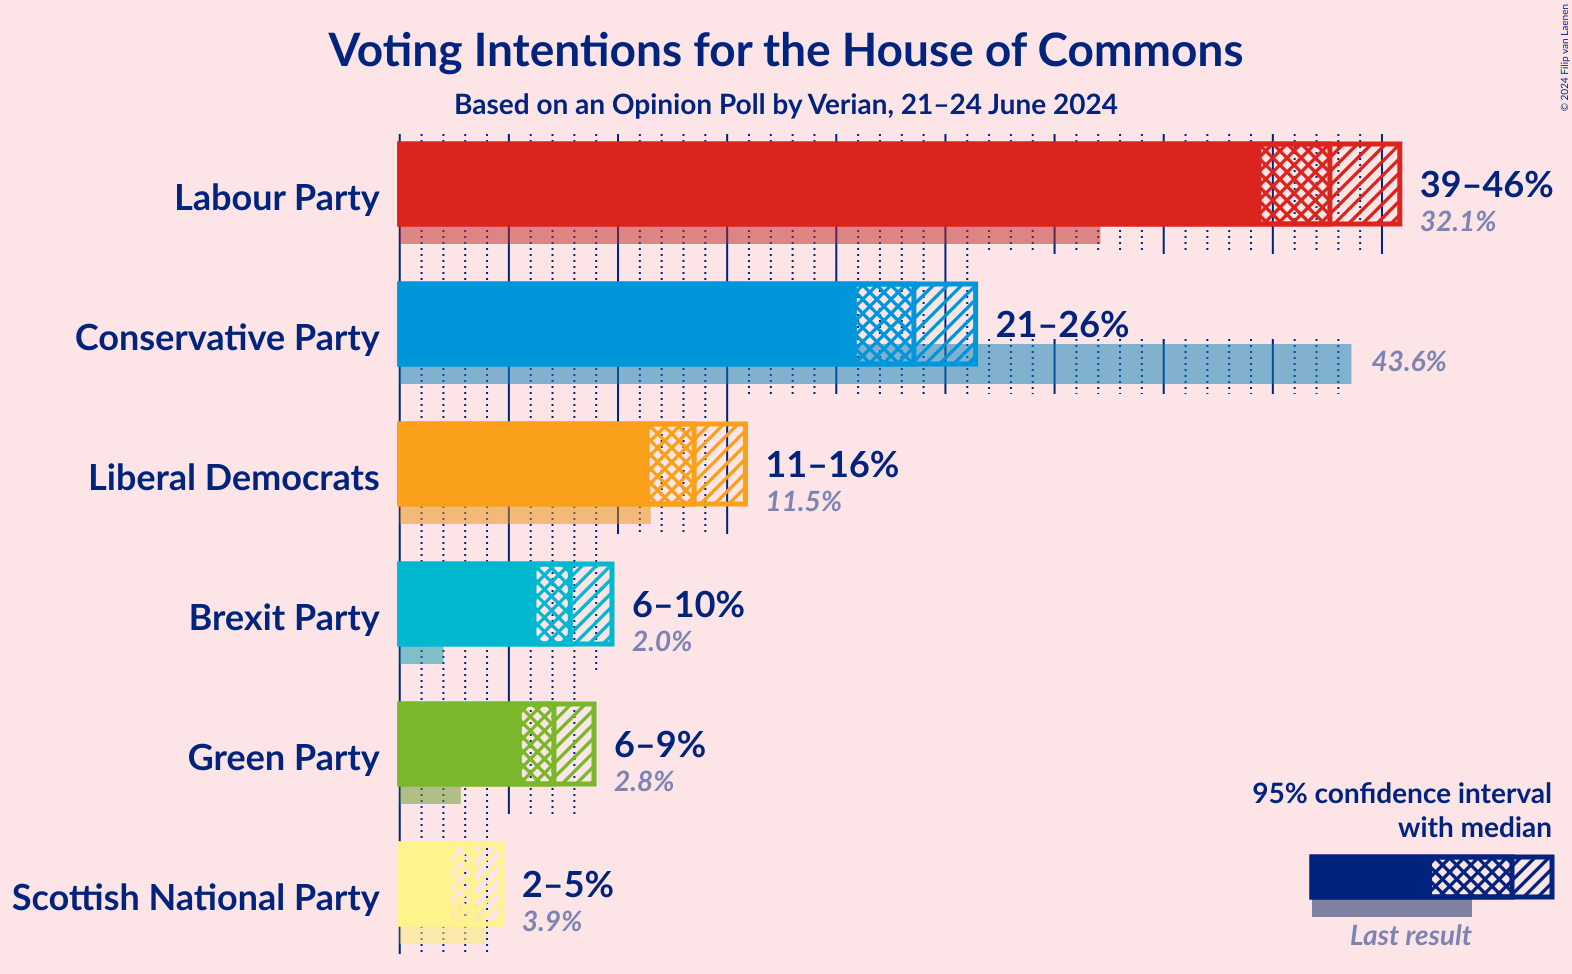 Voting Intentions for the House of Commons
Based on an Opinion Poll by Verian, 21–24 June 2024
© 2024 Filip van Laenen
Labour Party
39–46%
32.1%
Conservative Party
21–26%
43.6%
Liberal Democrats
11–16%
11.5%
Brexit Party
6–10%
2.0%
Green Party
6–9%
2.8%
Scottish National Party
2–5%
3.9%
95% confidence interval
with median
Last result